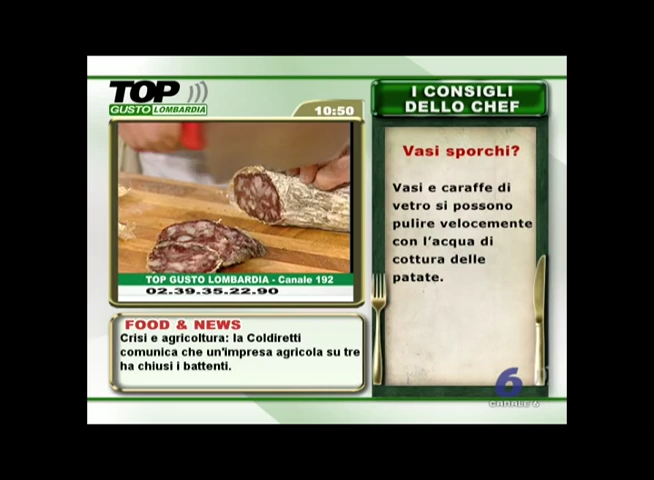 TOP
GUSTO LOMBARDIA
10:50
TOP GUSTO LOMBARDIA - Canale 192
02.39.35.22.90
FOOD & NEWS
Crisi e agricoltura: la Coldiretti
comunica che un'impresa agricola su tre
ha chiusi i battenti.
I CONSIGLI
DELLO CHEF
Vasi sporchi?
Vasi e caraffe di
vetro si possono
pulire velocemente
con l'acqua di
cottura delle
patate.
6
CANALE 6